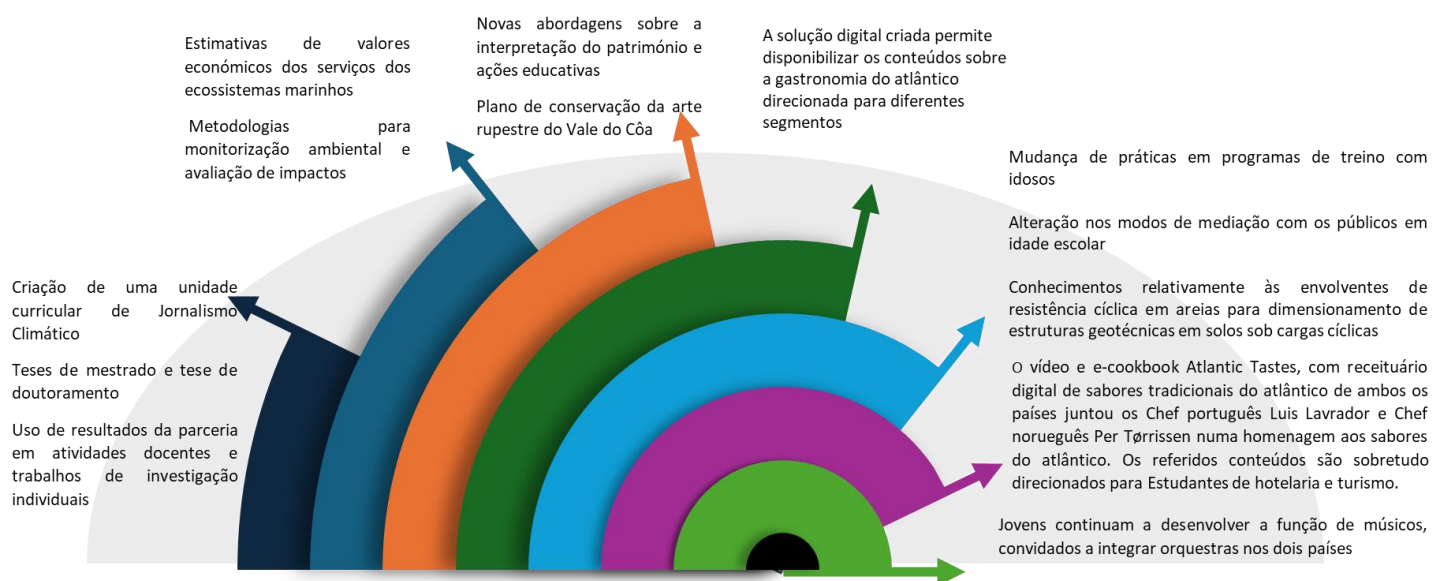 Criação de uma unidade
curricular de Jornalismo
Climático
Teses de mestrado e tese de
doutoramento
Uso de resultados da parceria
em atividades docentes e
trabalhos de investigação
individuais
Estimativas de valores
económicos dos serviços dos
ecossistemas marinhos
Metodologias para
monitorização ambiental e
avaliação de impactos
Novas abordagens sobre a
interpretação do património e
ações educativas
Plano de conservação da arte
rupestre do Vale do Côa
A solução digital criada permite
disponibilizar os conteúdos sobre
a gastronomia do atlântico
direcionada para diferentes
segmentos
Mudança de práticas em programas de treino com
idosos
Alteração nos modos de mediação com os públicos em
idade escolar
Conhecimentos relativamente às envolventes de
resistência cíclica em areias para dimensionamento de
estruturas geotécnicas em solos sob cargas cíclicas
O vídeo e e-cookbook Atlantic Tastes, com receituário
digital de sabores tradicionais do atlântico de ambos os
países juntou os Chef português Luis Lavrador e Chef
norueguês Per Tørrissen numa homenagem aos sabores
do atlântico. Os referidos conteúdos são sobretudo
direcionados para Estudantes de hotelaria e turismo.
Jovens continuam a desenvolver a função de músicos,
convidados a integrar orquestras nos dois países